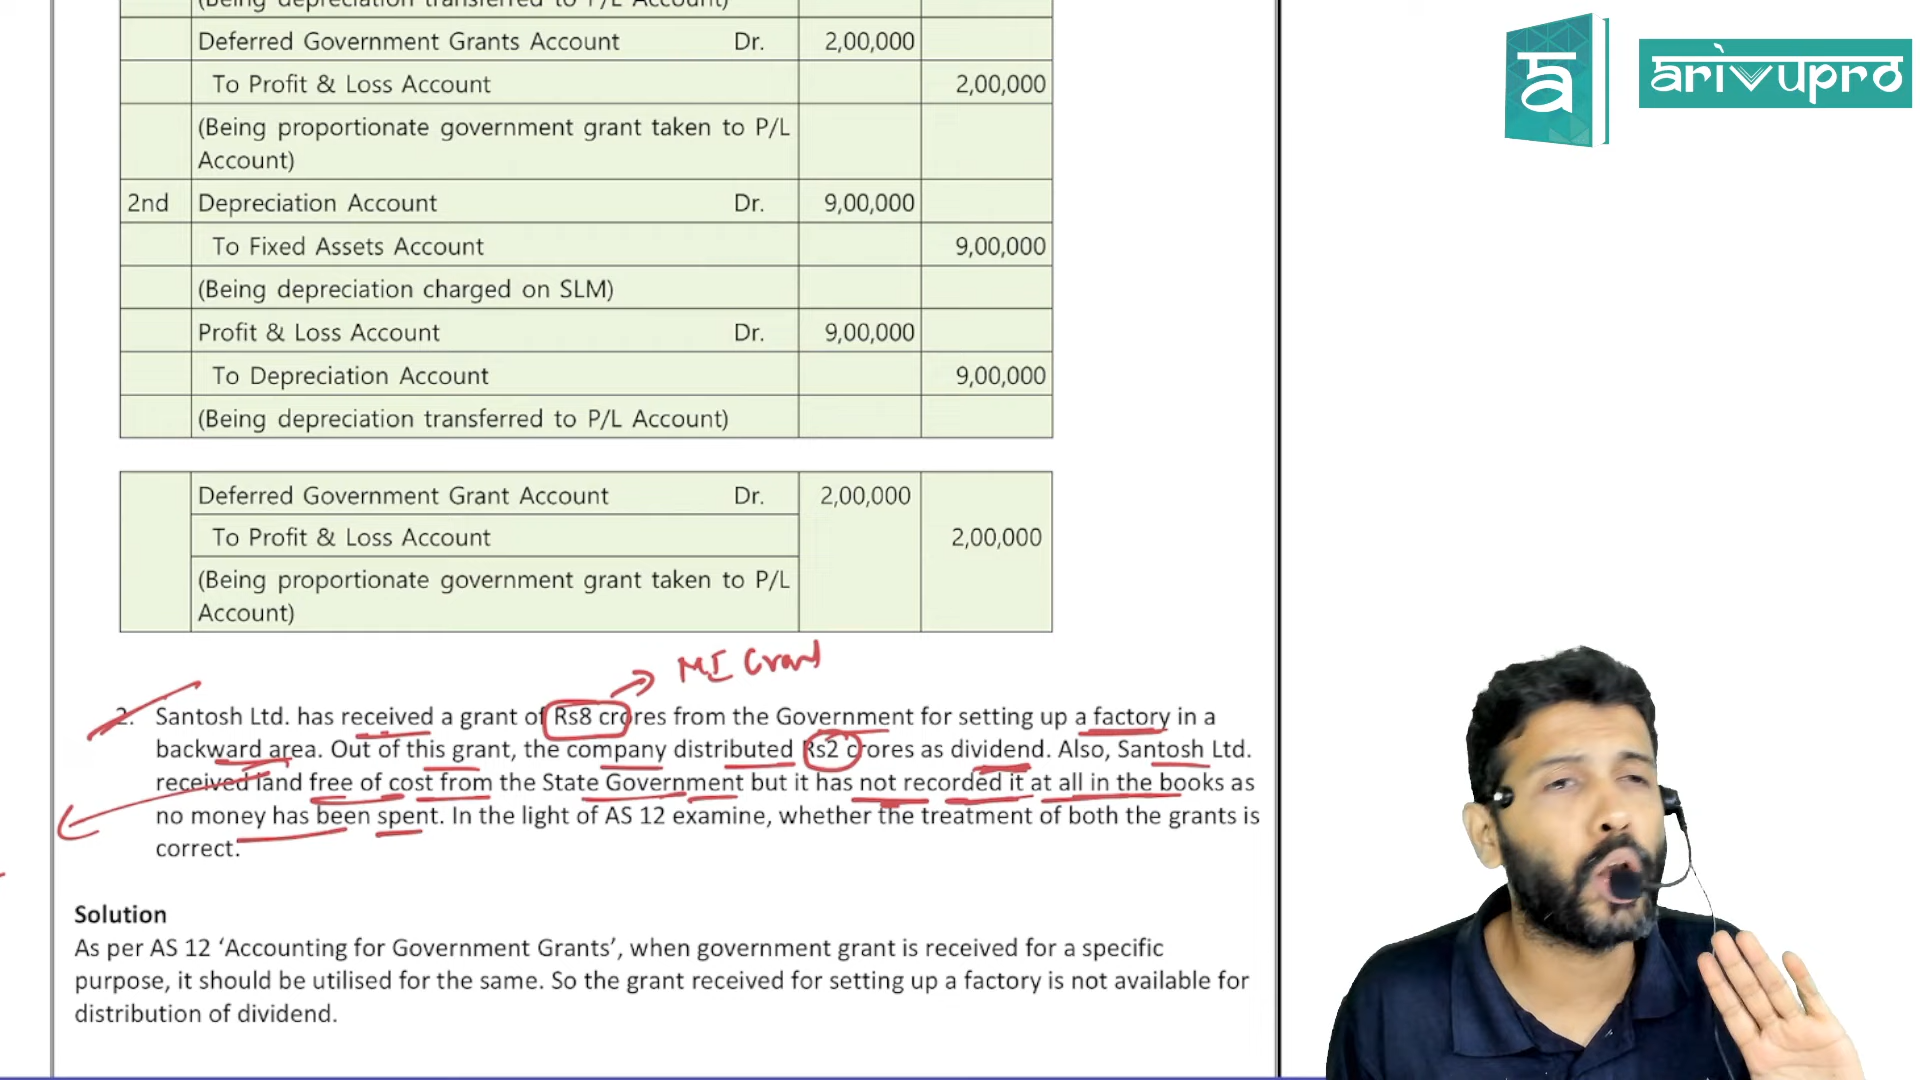 (Being depreciation transferred to P/L Account)
Deferred Government Grants Account Dr. 2,00,000
To Profit & Loss Account 2,00,000
(Being proportionate government grant taken to P/L
Account)
2nd Depreciation Account Dr. 9,00,000
To Fixed Assets Account 9,00,000
(Being depreciation charged on SLM)
Profit & Loss Account Dr. 9,00,000
To Depreciation Account 9,00,000
(Being depreciation transferred to P/L Account)
Deferred Government Grant Account Dr. 2,00,000
To Profit & Loss Account 2,00,000
(Being proportionate government grant taken to P/L
Account)
2. Santosh Ltd. has received a grant of Rs8 crores from the Government for setting up a factory in a
backward area. Out of this grant, the company distributed Rs2 crores as dividend. Also, Santosh Ltd.
received land free of cost from the State Government but it has not recorded it at all in the books as
no money has been spent. In the light of AS 12 examine, whether the treatment of both the grants is
correct.
Solution
As per AS 12 ‘Accounting for Government Grants’, when government grant is received for a specific
purpose, it should be utilised for the same. So the grant received for setting up a factory is not available for
distribution of dividend.
arivupro